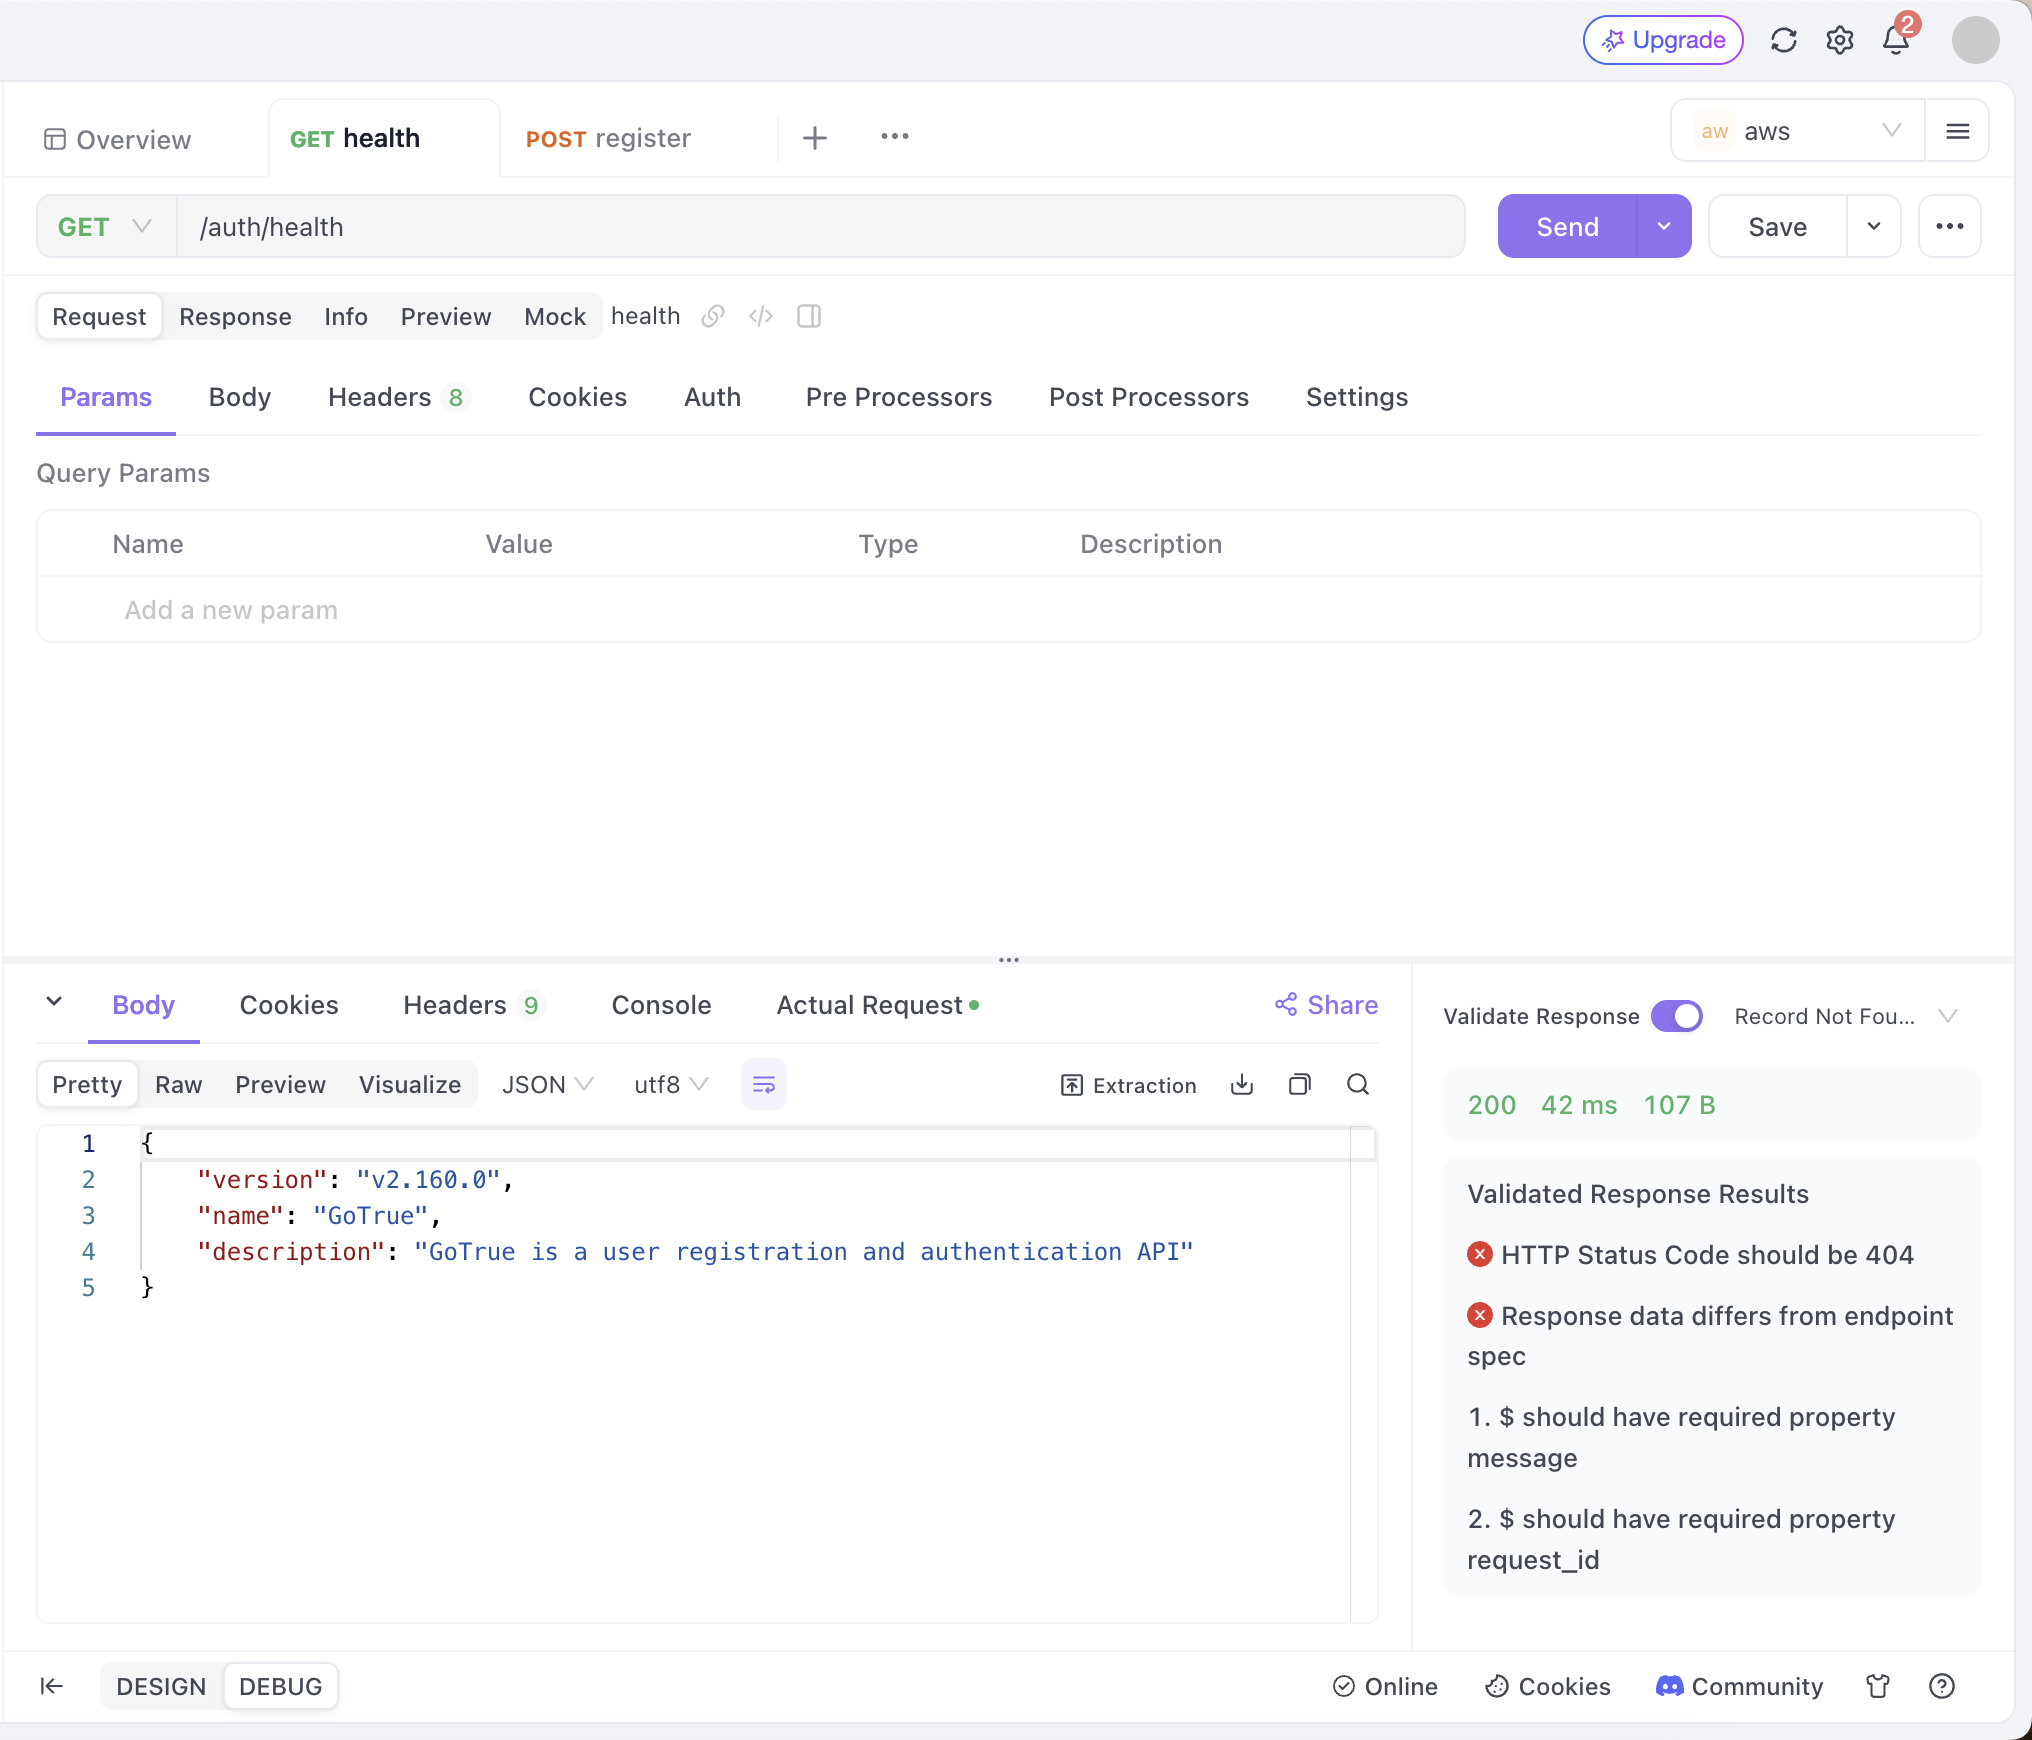 Upgrade
2
Overview
GET health
POST register
aw aws
GET /auth/health
Send
Save
Request Response Info Preview Mock health
Params Body Headers 8 Cookies Auth Pre Processors Post Processors Settings
Query Params
Name Value Type Description
Add a new param
Body Cookies Headers 9 Console Actual Request
Share
Pretty Raw Preview Visualize JSON utf8
Extraction
1 {
2 "version": "v2.160.0",
3 "name": "GoTrue",
4 "description": "GoTrue is a user registration and authentication API"
5 }
Validate Response Record Not Fou...
200 42 ms 107 B
Validated Response Results
HTTP Status Code should be 404
Response data differs from endpoint
spec
1. $ should have required property
message
2. $ should have required property
request_id
DESIGN DEBUG
Online Cookies Community